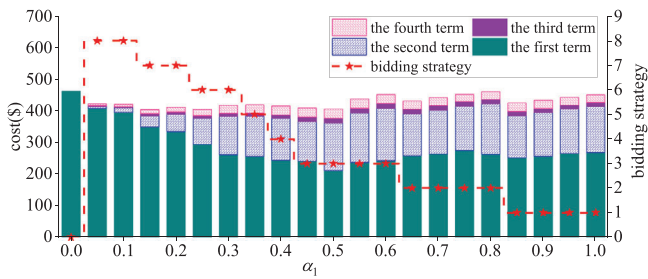 700
600
500
400
300
200
100
0
cost($)
the fourth term
the third term
the second term
the first term
bidding strategy
9
8
7
6
5
4
3
2
1
0
bidding strategy
0.0 0.1 0.2 0.3 0.4 0.5 0.6 0.7 0.8 0.9 1.0
α1